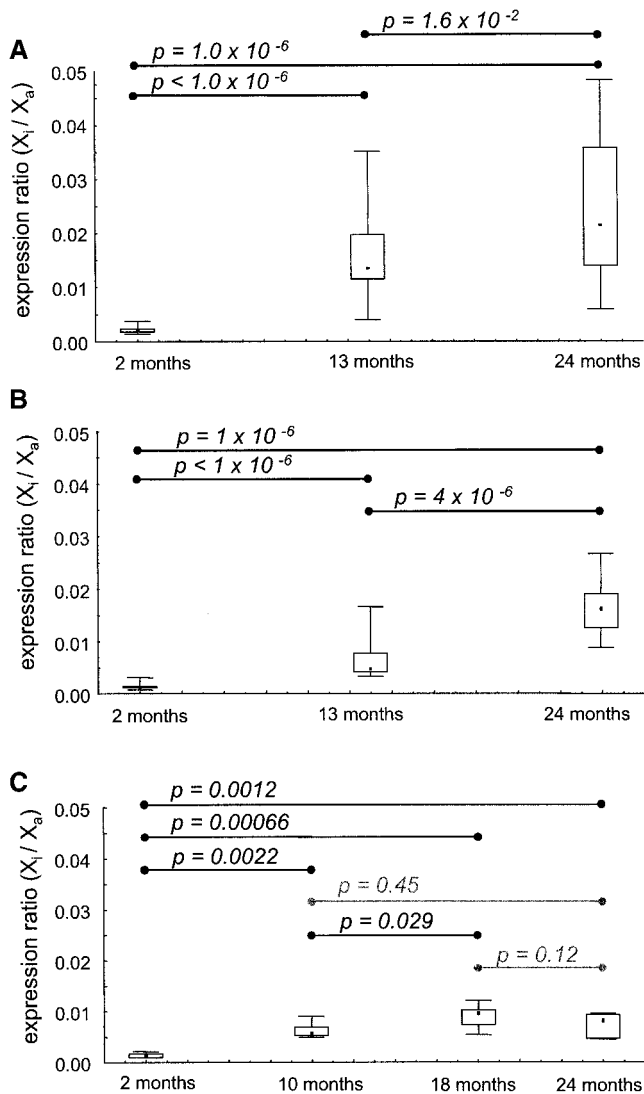 A
p = 1.6 x 10⁻²
p = 1.0 x 10⁻⁶
p < 1.0 x 10⁻⁶
expression ratio (Xᵢ / Xₐ)
0.05
0.04
0.03
0.02
0.01
0.00
2 months 13 months 24 months
B
p = 1 x 10⁻⁶
p < 1 x 10⁻⁶
p = 4 x 10⁻⁶
expression ratio (Xᵢ / Xₐ)
0.05
0.04
0.03
0.02
0.01
0.00
2 months 13 months 24 months
C
p = 0.0012
p = 0.00066
p = 0.0022
p = 0.45
p = 0.029
p = 0.12
expression ratio (Xᵢ / Xₐ)
0.05
0.04
0.03
0.02
0.01
0.00
2 months 10 months 18 months 24 months